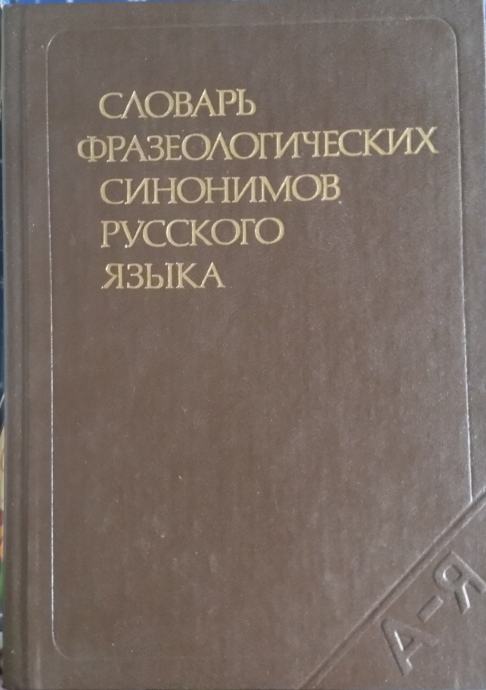 СЛОВАРЬ
ФРАЗЕОЛОГИЧЕСКИХ
СИНОНИМОВ
РУССКОГО
ЯЗЫКА
А-Я